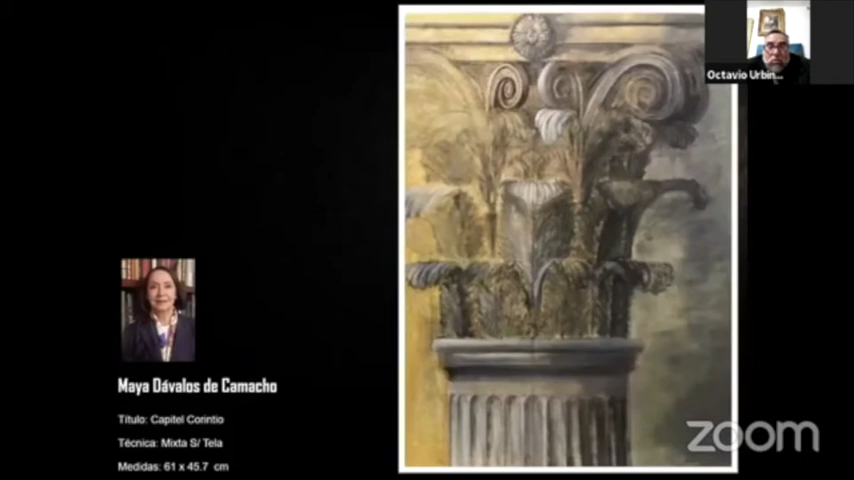 Octavio Urbin...
Maya Dávalos de Camacho
Título: Capitel Corintio
Técnica: Mixta S/ Tela
Medidas: 61 x 45.7 cm
zoom